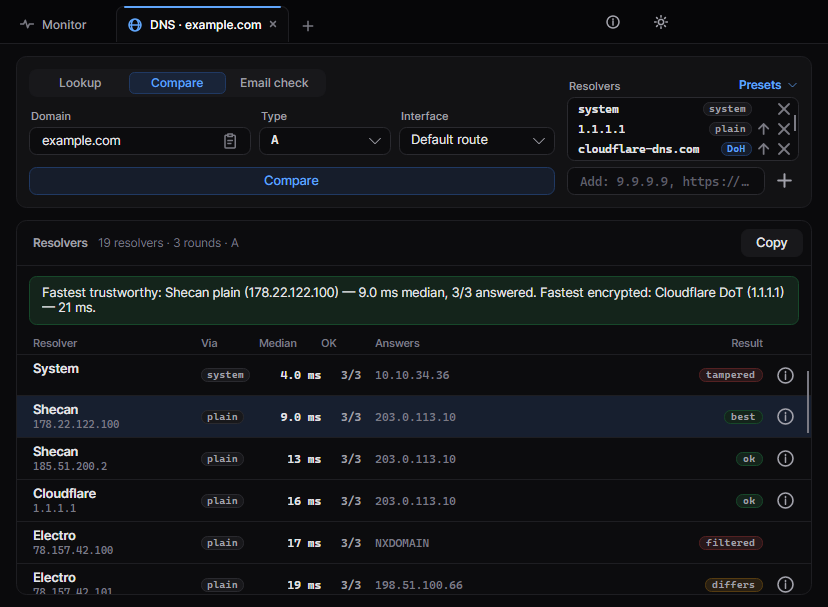 Monitor
DNS · example.com
Lookup
Compare
Email check
Domain
Type
Interface
example.com
A
Default route
Compare
Resolvers
Presets
system system
1.1.1.1 plain
cloudflare-dns.com DoH
Add: 9.9.9.9, https://…
Resolvers 19 resolvers · 3 rounds · A
Copy
Fastest trustworthy: Shecan plain (178.22.122.100) — 9.0 ms median, 3/3 answered. Fastest encrypted: Cloudflare DoT (1.1.1.1)
— 21 ms.
Resolver Via Median OK Answers Result
System
system 4.0 ms 3/3 10.10.34.36 tampered
Shecan
178.22.122.100
plain 9.0 ms 3/3 203.0.113.10 best
Shecan
185.51.200.2
plain 13 ms 3/3 203.0.113.10 ok
Cloudflare
1.1.1.1
plain 16 ms 3/3 203.0.113.10 ok
Electro
78.157.42.100
plain 17 ms 3/3 NXDOMAIN filtered
Electro
78.157.42.101
plain 19 ms 3/3 198.51.100.66 differs